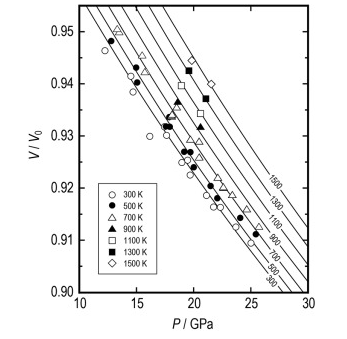 0.95
0.94
0.93
0.92
0.91
0.90
V / V0
300 K
500 K
700 K
900 K
1100 K
1300 K
1500 K
1500
1300
1100
900
700
500
300
10
15
20
25
30
P / GPa